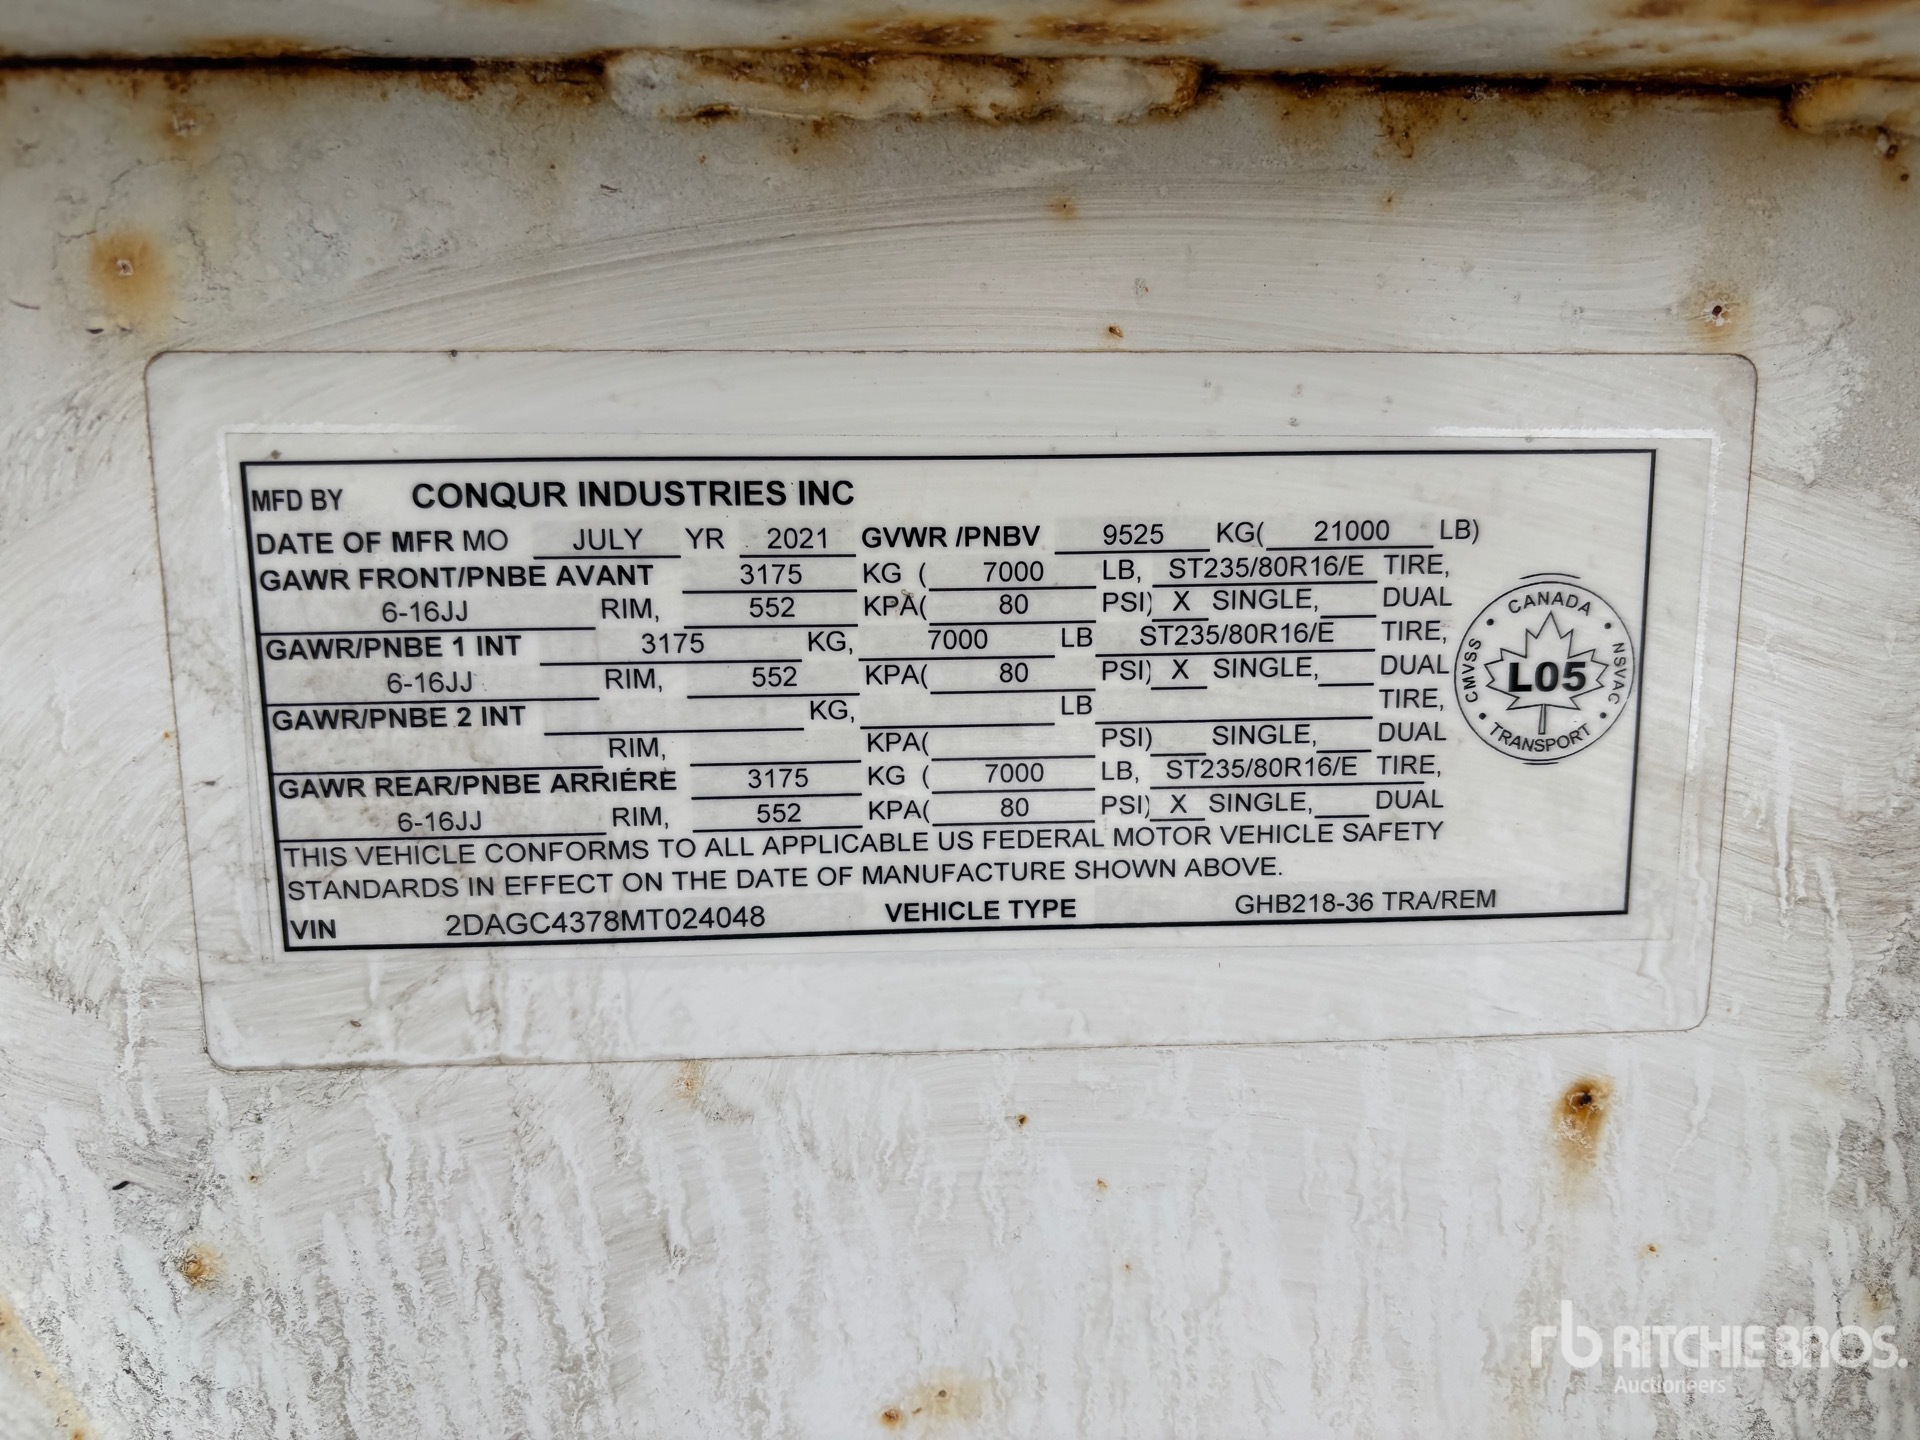 MFD BY CONQUR INDUSTRIES INC
DATE OF MFR MO JULY YR 2021 GVWR /PNBV 9525 KG( 21000 LB)
GAWR FRONT/PNBE AVANT 3175 KG ( 7000 LB, ST235/80R16/E TIRE,
6-16JJ RIM, 552 KPA( 80 PSI) X SINGLE, DUAL
GAWR/PNBE 1 INT 3175 KG, 7000 LB ST235/80R16/E TIRE,
6-16JJ RIM, 552 KPA( 80 PSI) X SINGLE, DUAL
GAWR/PNBE 2 INT KG, LB TIRE,
RIM, KPA( PSI) SINGLE, DUAL
GAWR REAR/PNBE ARRIÉRE 3175 KG ( 7000 LB, ST235/80R16/E TIRE,
6-16JJ RIM, 552 KPA( 80 PSI) X SINGLE, DUAL
THIS VEHICLE CONFORMS TO ALL APPLICABLE US FEDERAL MOTOR VEHICLE SAFETY
STANDARDS IN EFFECT ON THE DATE OF MANUFACTURE SHOWN ABOVE.
VIN 2DAGC4378MT024048 VEHICLE TYPE GHB218-36 TRA/REM
CANADA
CMVSS • L05 • NSVAC
• TRANSPORT •
rb RITCHIE BROS.
Auctioneers